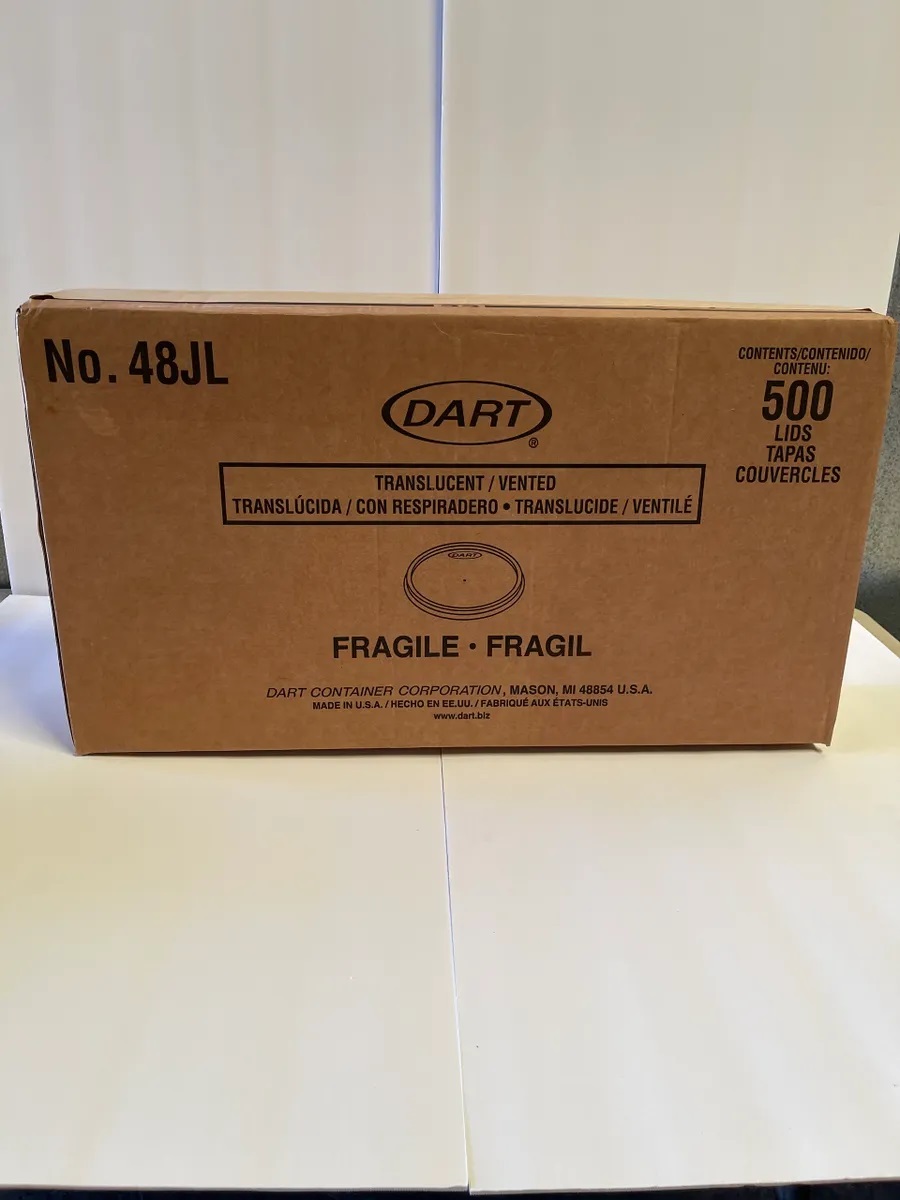 No. 48JL
CONTENTS/CONTENIDO/
CONTENU:
500
LIDS
TAPAS
COUVERCLES
DART
®
TRANSLUCENT / VENTED
TRANSLÚCIDA / CON RESPIRADERO • TRANSLUCIDE / VENTILÉ
DART
FRAGILE • FRAGIL
DART CONTAINER CORPORATION, MASON, MI 48854 U.S.A.
MADE IN U.S.A. / HECHO EN EE.UU. / FABRIQUÉ AUX ÉTATS-UNIS
www.dart.biz